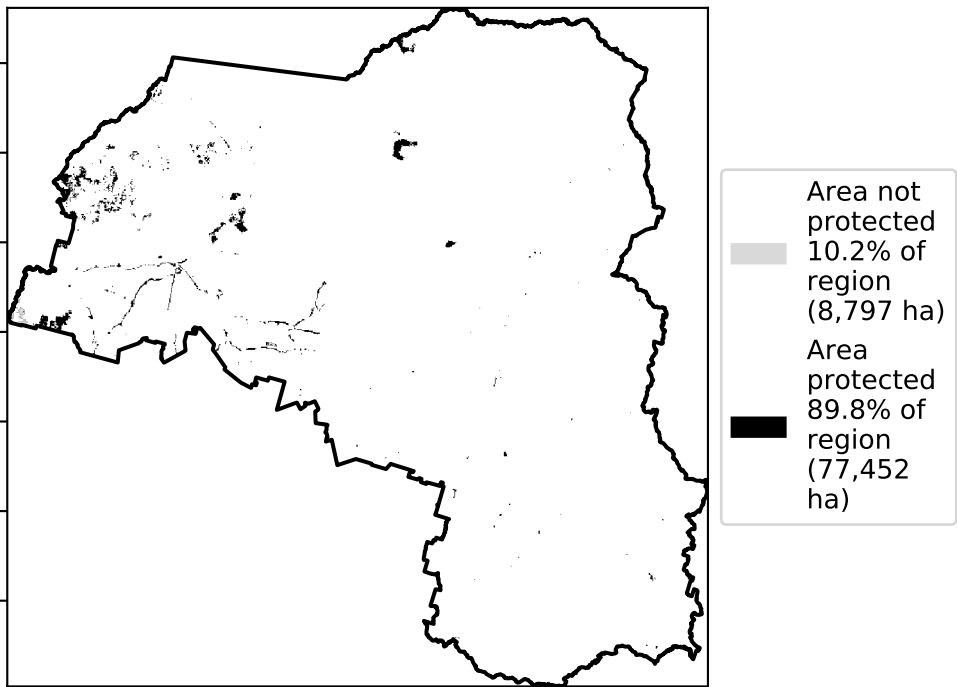 Area not
protected
10.2% of
region
(8,797 ha)
Area
protected
89.8% of
region
(77,452
ha)